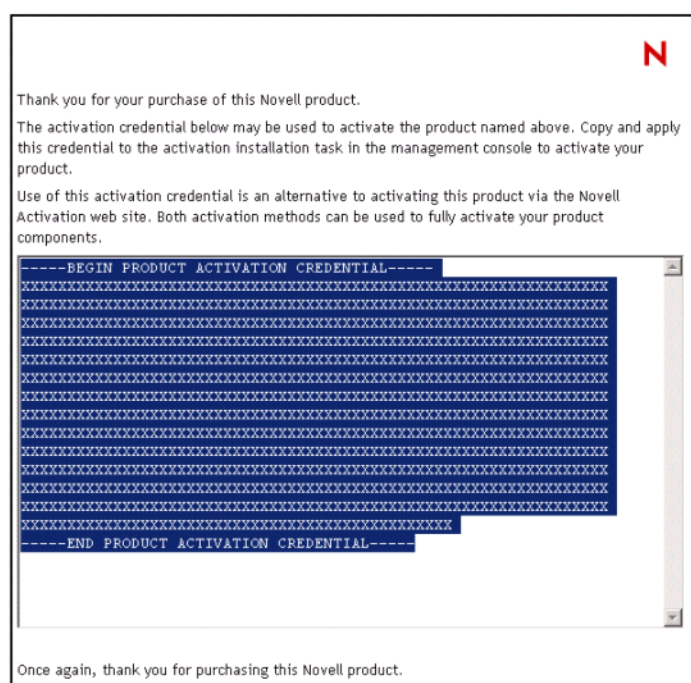 N
Thank you for your purchase of this Novell product.
The activation credential below may be used to activate the product named above. Copy and apply
this credential to the activation installation task in the management console to activate your
product.
Use of this activation credential is an alternative to activating this product via the Novell
Activation web site. Both activation methods can be used to fully activate your product
components.
-----BEGIN PRODUCT ACTIVATION CREDENTIAL-----
XXXXXXXXXXXXXXXXXXXXXXXXXXXXXXXXXXXXXXXXXXXXXXXXXXXXXXXXXXXXXXXX
XXXXXXXXXXXXXXXXXXXXXXXXXXXXXXXXXXXXXXXXXXXXXXXXXXXXXXXXXXXXXXXX
XXXXXXXXXXXXXXXXXXXXXXXXXXXXXXXXXXXXXXXXXXXXXXXXXXXXXXXXXXXXXXXX
XXXXXXXXXXXXXXXXXXXXXXXXXXXXXXXXXXXXXXXXXXXXXXXXXXXXXXXXXXXXXXXX
XXXXXXXXXXXXXXXXXXXXXXXXXXXXXXXXXXXXXXXXXXXXXXXXXXXXXXXXXXXXXXXX
XXXXXXXXXXXXXXXXXXXXXXXXXXXXXXXXXXXXXXXXXXXXXXXXXXXXXXXXXXXXXXXX
XXXXXXXXXXXXXXXXXXXXXXXXXXXXXXXXXXXXXXXXXXXXXXXXXXXXXXXXXXXXXXXX
XXXXXXXXXXXXXXXXXXXXXXXXXXXXXXXXXXXXXXXXXXXXXXXXXXXXXXXXXXXXXXXX
XXXXXXXXXXXXXXXXXXXXXXXXXXXXXXXXXXXXXXXXXXXXXXXXXXXXXXXXXXXXXXXX
XXXXXXXXXXXXXXXXXXXXXXXXXXXXXXXXXXXXXXXXXXXXXXXXXXXXXXXXXXXXXXXX
XXXXXXXXXXXXXXXXXXXXXXXXXXXXXXXXXXXXXXXXXXXXXXXXXXXXXXXXXXXXXXXX
XXXXXXXXXXXXXXXXXXXXXXXXXXXXXXXXXXXXXXXXXXXXXXXXXXXXXXXXXXXXXXXX
XXXXXXXXXXXXXXXXXXXXXXXXXXXXXXXXXXXXXXXXXXXXXXXXXXXXXXXXXXXXXXXX
XXXXXXXXXXXXXXXXXXXXXXXXXXXXXXXXXXXXXXXXXXXXXXX
-----END PRODUCT ACTIVATION CREDENTIAL-----
Once again, thank you for purchasing this Novell product.